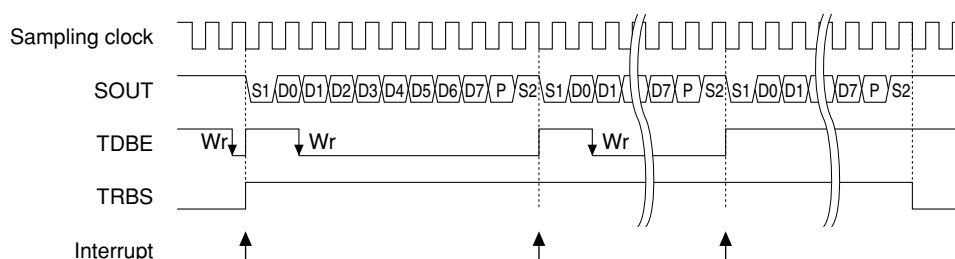 Sampling clock
SOUT S1 D0 D1 D2 D3 D4 D5 D6 D7 P S2 S1 D0 D1 D7 P S2 S1 D0 D1 D7 P S2
TDBE Wr Wr Wr
TRBS
Interrupt